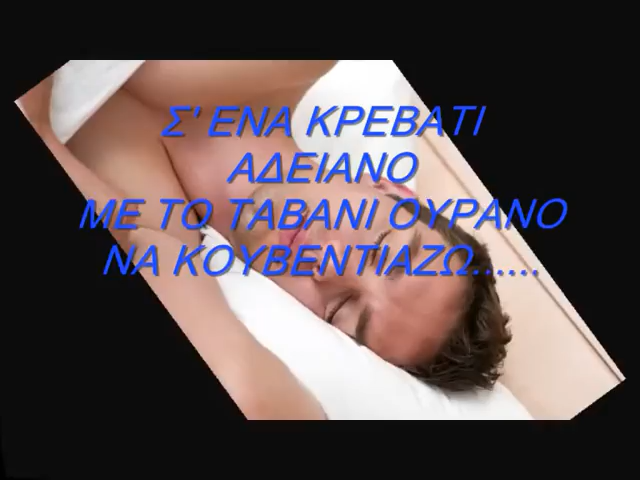 Σ' ΕΝΑ ΚΡΕΒΑΤΙ
ΑΔΕΙΑΝΟ
ΜΕ ΤΟ ΤΑΒΑΝΙ ΟΥΡΑΝΟ
ΝΑ ΚΟΥΒΕΝΤΙΑΖΩ......